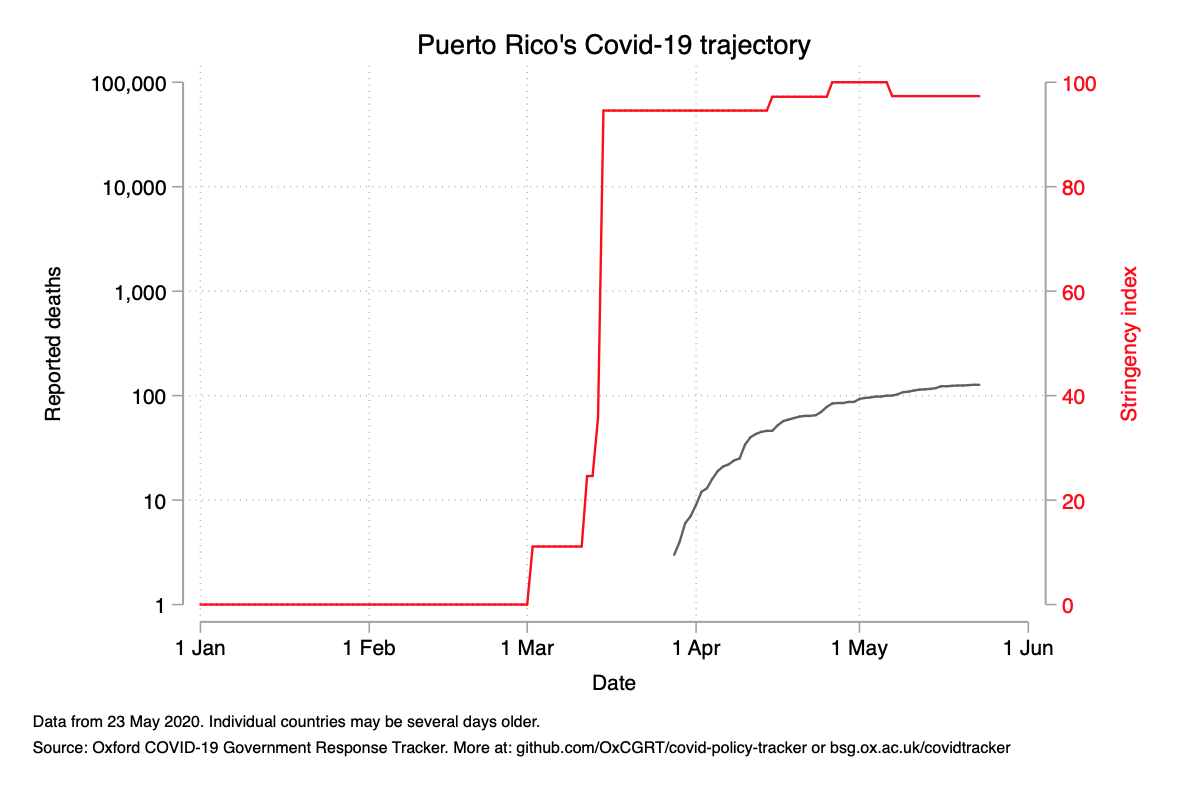 Puerto Rico's Covid-19 trajectory
100,000
10,000
1,000
100
10
1
Reported deaths
100
80
60
40
20
0
Stringency index
1 Jan
1 Feb
1 Mar
1 Apr
1 May
1 Jun
Date
Data from 23 May 2020. Individual countries may be several days older.
Source: Oxford COVID-19 Government Response Tracker. More at: github.com/OxCGRT/covid-policy-tracker or bsg.ox.ac.uk/covidtracker